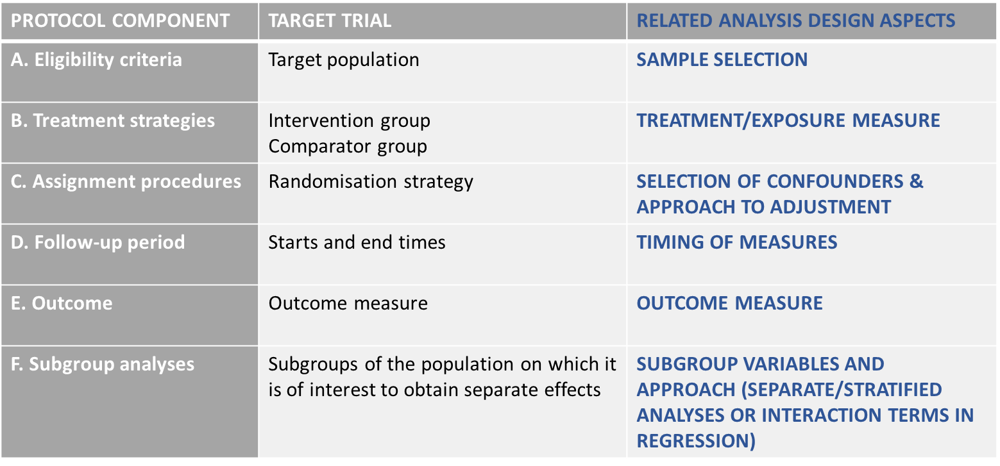 PROTOCOL COMPONENT TARGET TRIAL RELATED ANALYSIS DESIGN ASPECTS
A. Eligibility criteria Target population SAMPLE SELECTION
B. Treatment strategies Intervention group TREATMENT/EXPOSURE MEASURE
Comparator group
C. Assignment procedures Randomisation strategy SELECTION OF CONFOUNDERS &
APPROACH TO ADJUSTMENT
D. Follow-up period Starts and end times TIMING OF MEASURES
E. Outcome Outcome measure OUTCOME MEASURE
F. Subgroup analyses Subgroups of the population on which it SUBGROUP VARIABLES AND
is of interest to obtain separate effects APPROACH (SEPARATE/STRATIFIED
ANALYSES OR INTERACTION TERMS IN
REGRESSION)